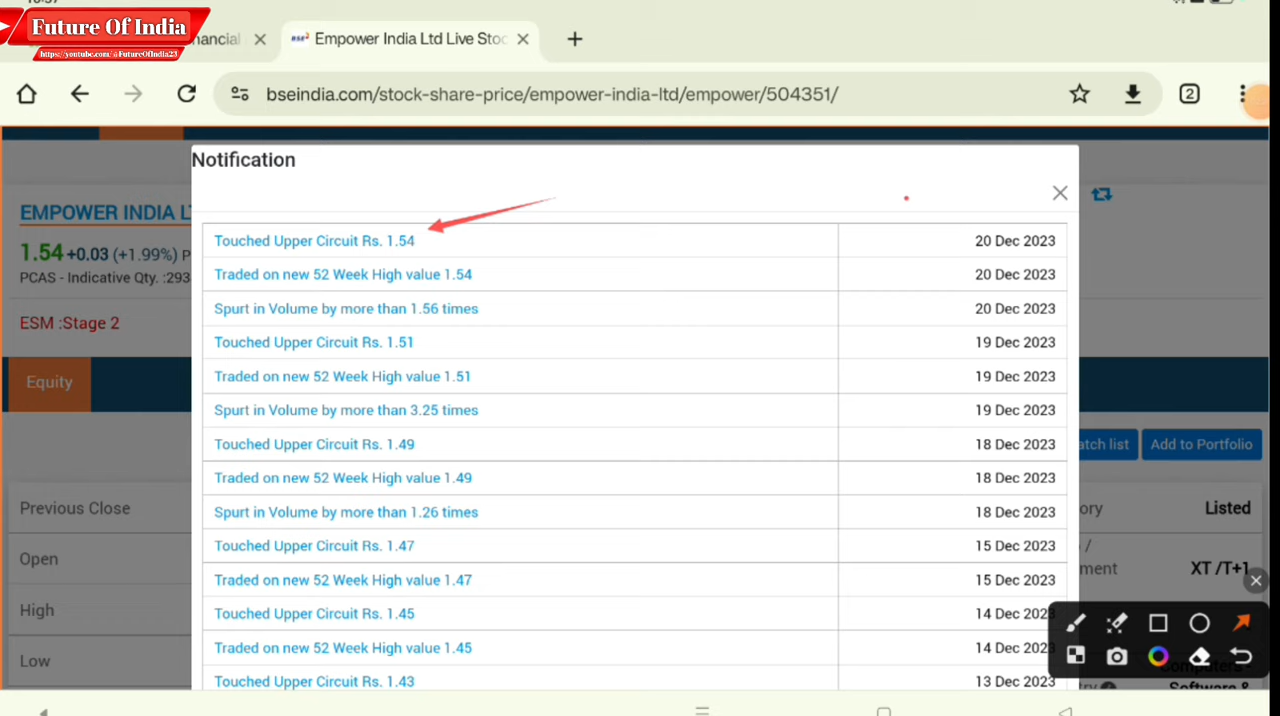 Future Of India
https://youtube.com/@FutureOfIndia23
nancial
BSE
Empower India Ltd Live Stoc
bseindia.com/stock-share-price/empower-india-ltd/empower/504351/
2
Notification
EMPOWER INDIA L
1.54 +0.03 (+1.99%) P
PCAS - Indicative Qty. :293
ESM :Stage 2
Equity
Touched Upper Circuit Rs. 1.54 20 Dec 2023
Traded on new 52 Week High value 1.54 20 Dec 2023
Spurt in Volume by more than 1.56 times 20 Dec 2023
Touched Upper Circuit Rs. 1.51 19 Dec 2023
Traded on new 52 Week High value 1.51 19 Dec 2023
Spurt in Volume by more than 3.25 times 19 Dec 2023
Touched Upper Circuit Rs. 1.49 18 Dec 2023
Traded on new 52 Week High value 1.49 18 Dec 2023
Spurt in Volume by more than 1.26 times 18 Dec 2023
Touched Upper Circuit Rs. 1.47 15 Dec 2023
Traded on new 52 Week High value 1.47 15 Dec 2023
Touched Upper Circuit Rs. 1.45 14 Dec 2023
Traded on new 52 Week High value 1.45 14 Dec 2023
Touched Upper Circuit Rs. 1.43 13 Dec 2023
atch list
Add to Portfolio
Previous Close
Open
High
Low
ory Listed
/
ment XT /T+1
Computers -
Software &